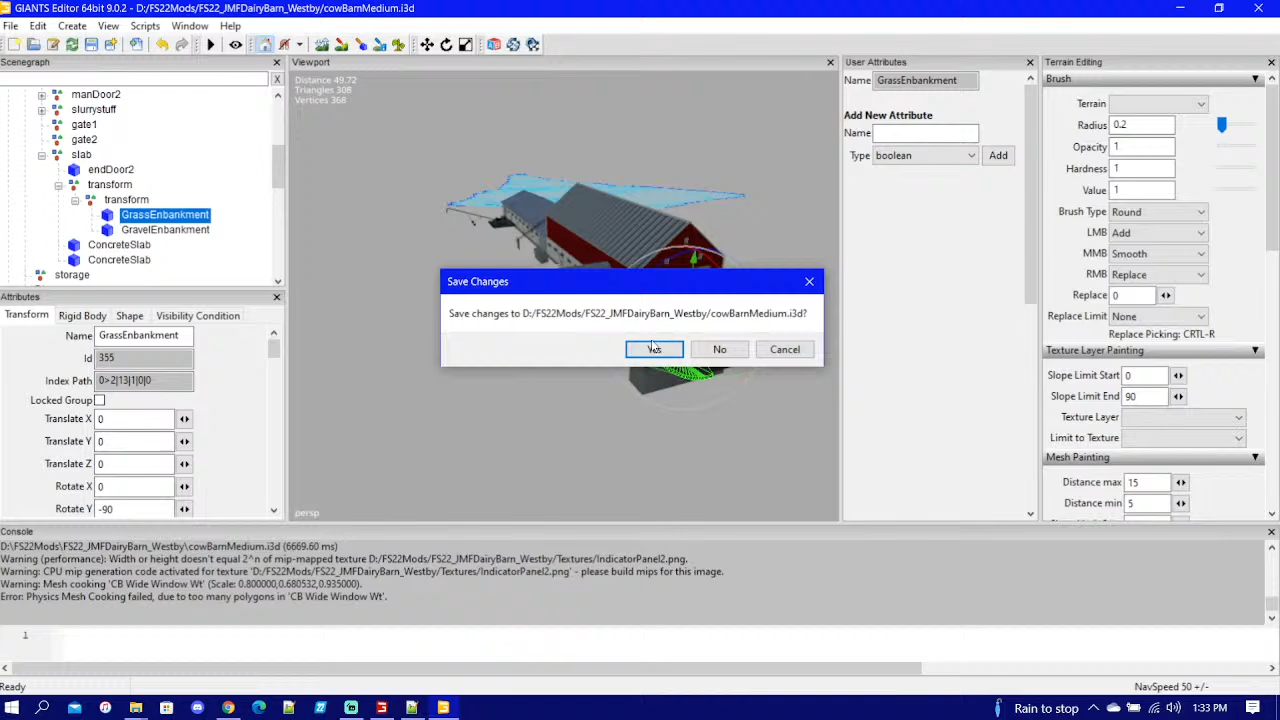 GIANTS Editor 64bit 9.0.2 - D:/FS22Mods/FS22_JMFDairyBarn_Westby/cowBarnMedium.i3d
File Edit Create View Scripts Window Help
Scenegraph
X
manDoor2
slurrystuff
gate1
gate2
slab
endDoor2
transform
transform
GrassEnbankment
GravelEnbankment
ConcreteSlab
ConcreteSlab
storage
Attributes
Transform Rigid Body Shape Visibility Condition
Name GrassEnbankment
Id 355
Index Path 0>2|13|1|0|0
Locked Group
Translate X 0
Translate Y 0
Translate Z 0
Rotate X 0
Rotate Y -90
Viewport
Distance 49.72
Triangles 308
Vertices 368
persp
Save Changes
Save changes to D:/FS22Mods/FS22_JMFDairyBarn_Westby/cowBarnMedium.i3d?
Yes No Cancel
User Attributes
Name GrassEnbankment
Add New Attribute
Name
Type boolean Add
Terrain Editing
Brush
Terrain
Radius 0.2
Opacity 1
Hardness 1
Value 1
Brush Type Round
LMB Add
MMB Smooth
RMB Replace
Replace 0
Replace Limit None
Replace Picking: CRTL-R
Texture Layer Painting
Slope Limit Start 0
Slope Limit End 90
Texture Layer
Limit to Texture
Mesh Painting
Distance max 15
Distance min 5
Console
D:\FS22Mods\FS22_JMFDairyBarn_Westby\cowBarnMedium.i3d (6669.60 ms)
Warning (performance): Width or height doesn't equal 2^n of mip-mapped texture D:/FS22Mods/FS22_JMFDairyBarn_Westby/Textures/IndicatorPanel2.png.
Warning: CPU mip generation code activated for texture 'D:/FS22Mods/FS22_JMFDairyBarn_Westby/Textures/IndicatorPanel2.png' - please build mips for this image.
Warning: Mesh cooking 'CB Wide Window Wt' (Scale: 0.800000,0.680532,0.935000).
Error: Physics Mesh Cooking failed, due to too many polygons in 'CB Wide Window Wt'.
1
Ready
NavSpeed 50 +/-
Rain to stop
1:33 PM